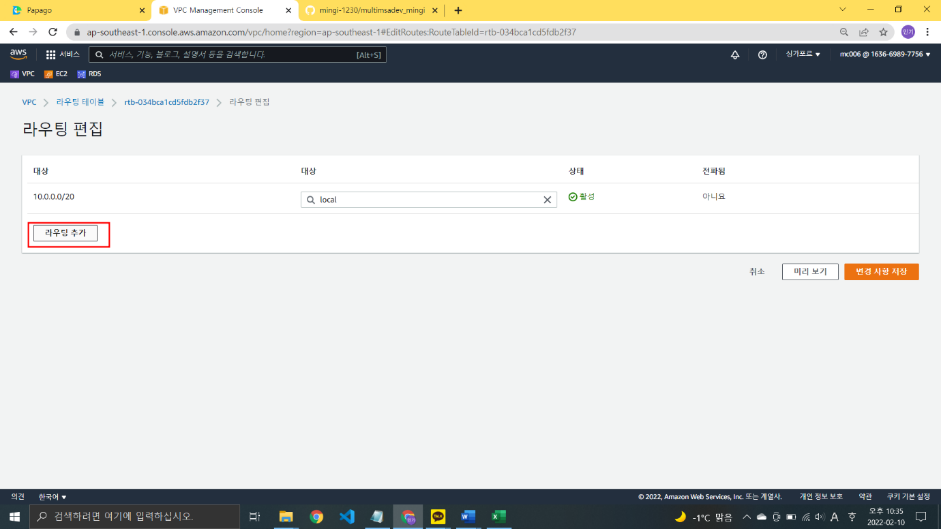 Papago
VPC Management Console
mingi-1230/multimsadev_mingi
ap-southeast-1.console.aws.amazon.com/vpc/home?region=ap-southeast-1#EditRoutes:RouteTableId=rtb-034bca1cd5fdb2f37
민기
aws
서비스
서비스, 기능, 블로그, 설명서 등을 검색합니다.
[Alt+S]
싱가포르
mc006 @ 1636-6989-7756
VPC EC2 RDS
VPC 라우팅 테이블 rtb-034bca1cd5fdb2f37 라우팅 편집
라우팅 편집
대상 대상 상태 전파됨
10.0.0.0/20 local 활성 아니요
라우팅 추가
취소 미리 보기 변경 사항 저장
의견 한국어 © 2022, Amazon Web Services, Inc. 또는 계열사. 개인 정보 보호 약관 쿠키 기본 설정
검색하려면 여기에 입력하십시오.
-1°C 맑음
A
오후 10:35
2022-02-10